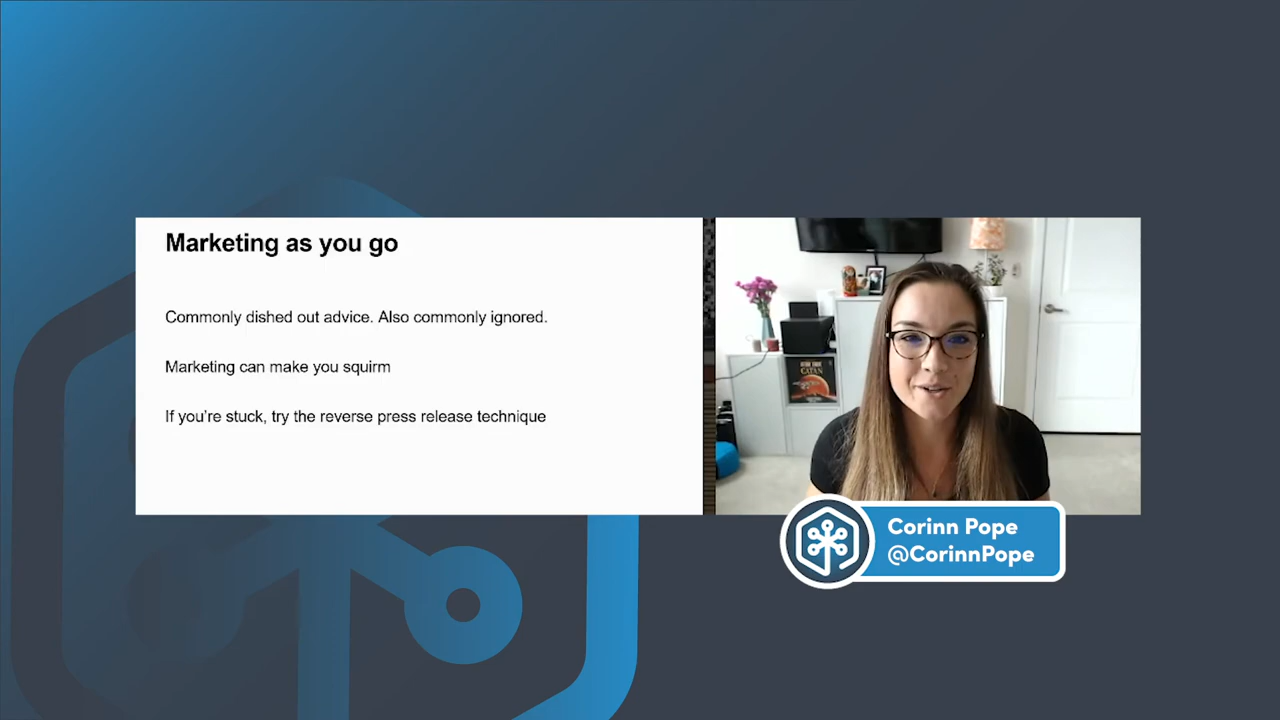 Marketing as you go
Commonly dished out advice. Also commonly ignored.
Marketing can make you squirm
If you're stuck, try the reverse press release technique
CATAN
Corinn Pope
@CorinnPope